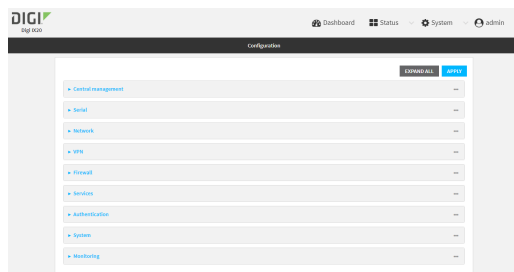 DIGI
Digi IX20
Dashboard
Status
System
admin
Configuration
EXPAND ALL
APPLY
Central management
Serial
Network
VPN
Firewall
Services
Authentication
System
Monitoring